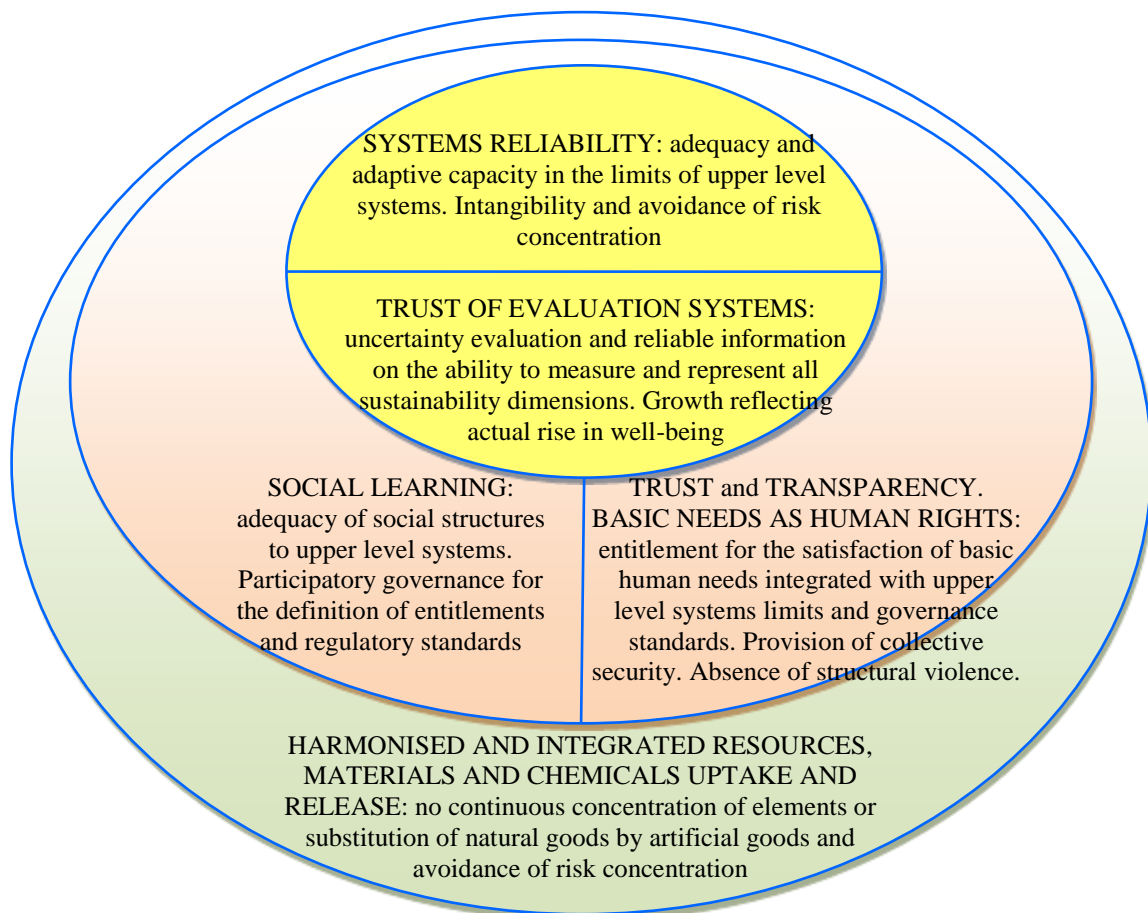 SYSTEMS RELIABILITY: adequacy and
adaptive capacity in the limits of upper level
systems. Intangibility and avoidance of risk
concentration
TRUST OF EVALUATION SYSTEMS:
uncertainty evaluation and reliable information
on the ability to measure and represent all
sustainability dimensions. Growth reflecting
actual rise in well-being
SOCIAL LEARNING:
adequacy of social structures
to upper level systems.
Participatory governance for
the definition of entitlements
and regulatory standards
TRUST and TRANSPARENCY.
BASIC NEEDS AS HUMAN RIGHTS:
entitlement for the satisfaction of basic
human needs integrated with upper
level systems limits and governance
standards. Provision of collective
security. Absence of structural violence.
HARMONISED AND INTEGRATED RESOURCES,
MATERIALS AND CHEMICALS UPTAKE AND
RELEASE: no continuous concentration of elements or
substitution of natural goods by artificial goods and
avoidance of risk concentration